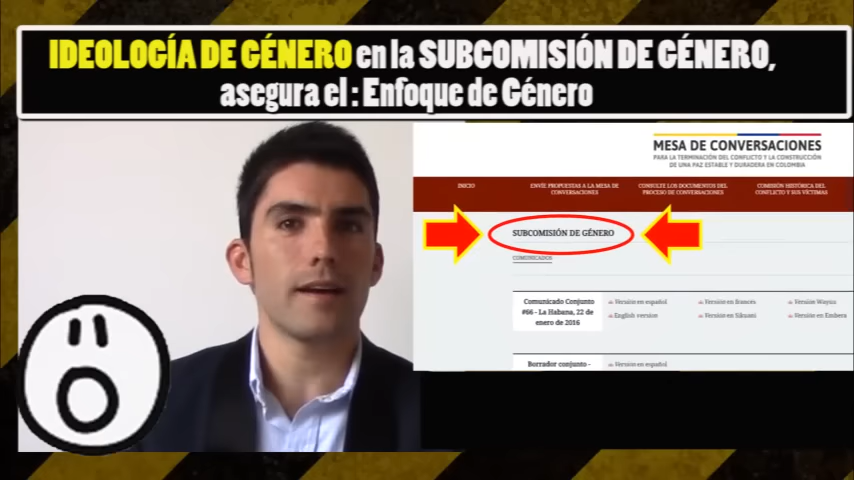 IDEOLOGÍA DE GÉNERO en la SUBCOMISIÓN DE GÉNERO,
asegura el : Enfoque de Género
MESA DE CONVERSACIONES
PARA LA TERMINACIÓN DEL CONFLICTO Y LA CONSTRUCCIÓN
DE UNA PAZ ESTABLE Y DURADERA EN COLOMBIA
INICIO
ENVÍE PROPUESTAS A LA MESA DE
CONVERSACIONES
CONSULTE LOS DOCUMENTOS DEL
PROCESO DE CONVERSACIONES
COMISIÓN HISTÓRICA DEL
CONFLICTO Y SUS VÍCTIMAS
SUBCOMISIÓN DE GÉNERO
COMUNICADOS
Comunicado Conjunto
#66 - La Habana, 22 de
enero de 2016
Versión en español
Versión en francés
Versión Wayúu
English version
Versión en Sikuani
Versión en Embera
Borrador conjunto -
Versión en español